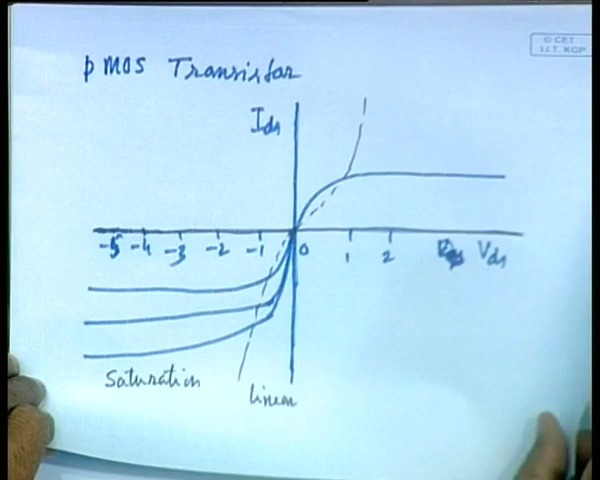 © CET
I.I.T. KGP
pMOS Transistor
Ids
-5 -4 -3 -2 -1 0 1 2 Vds
Saturation
linear